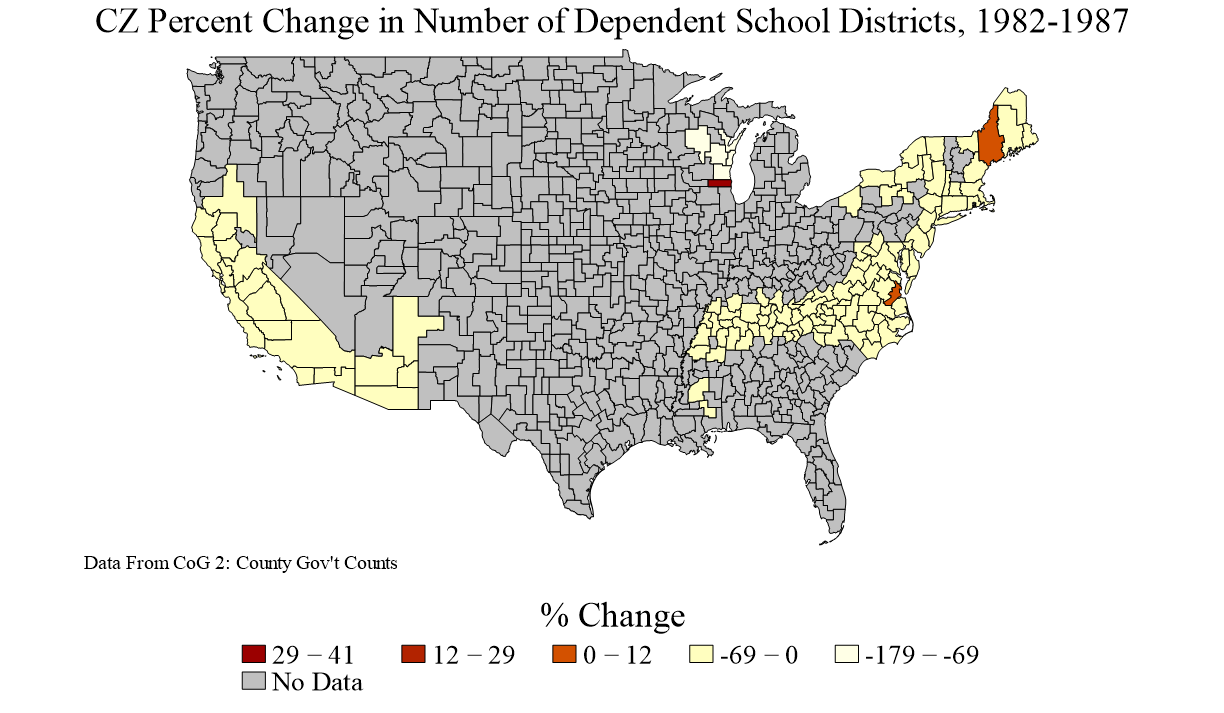 CZ Percent Change in Number of Dependent School Districts, 1982-1987
Data From CoG 2: County Gov't Counts
% Change
29 – 41 12 – 29 0 – 12 -69 – 0 -179 – -69
No Data